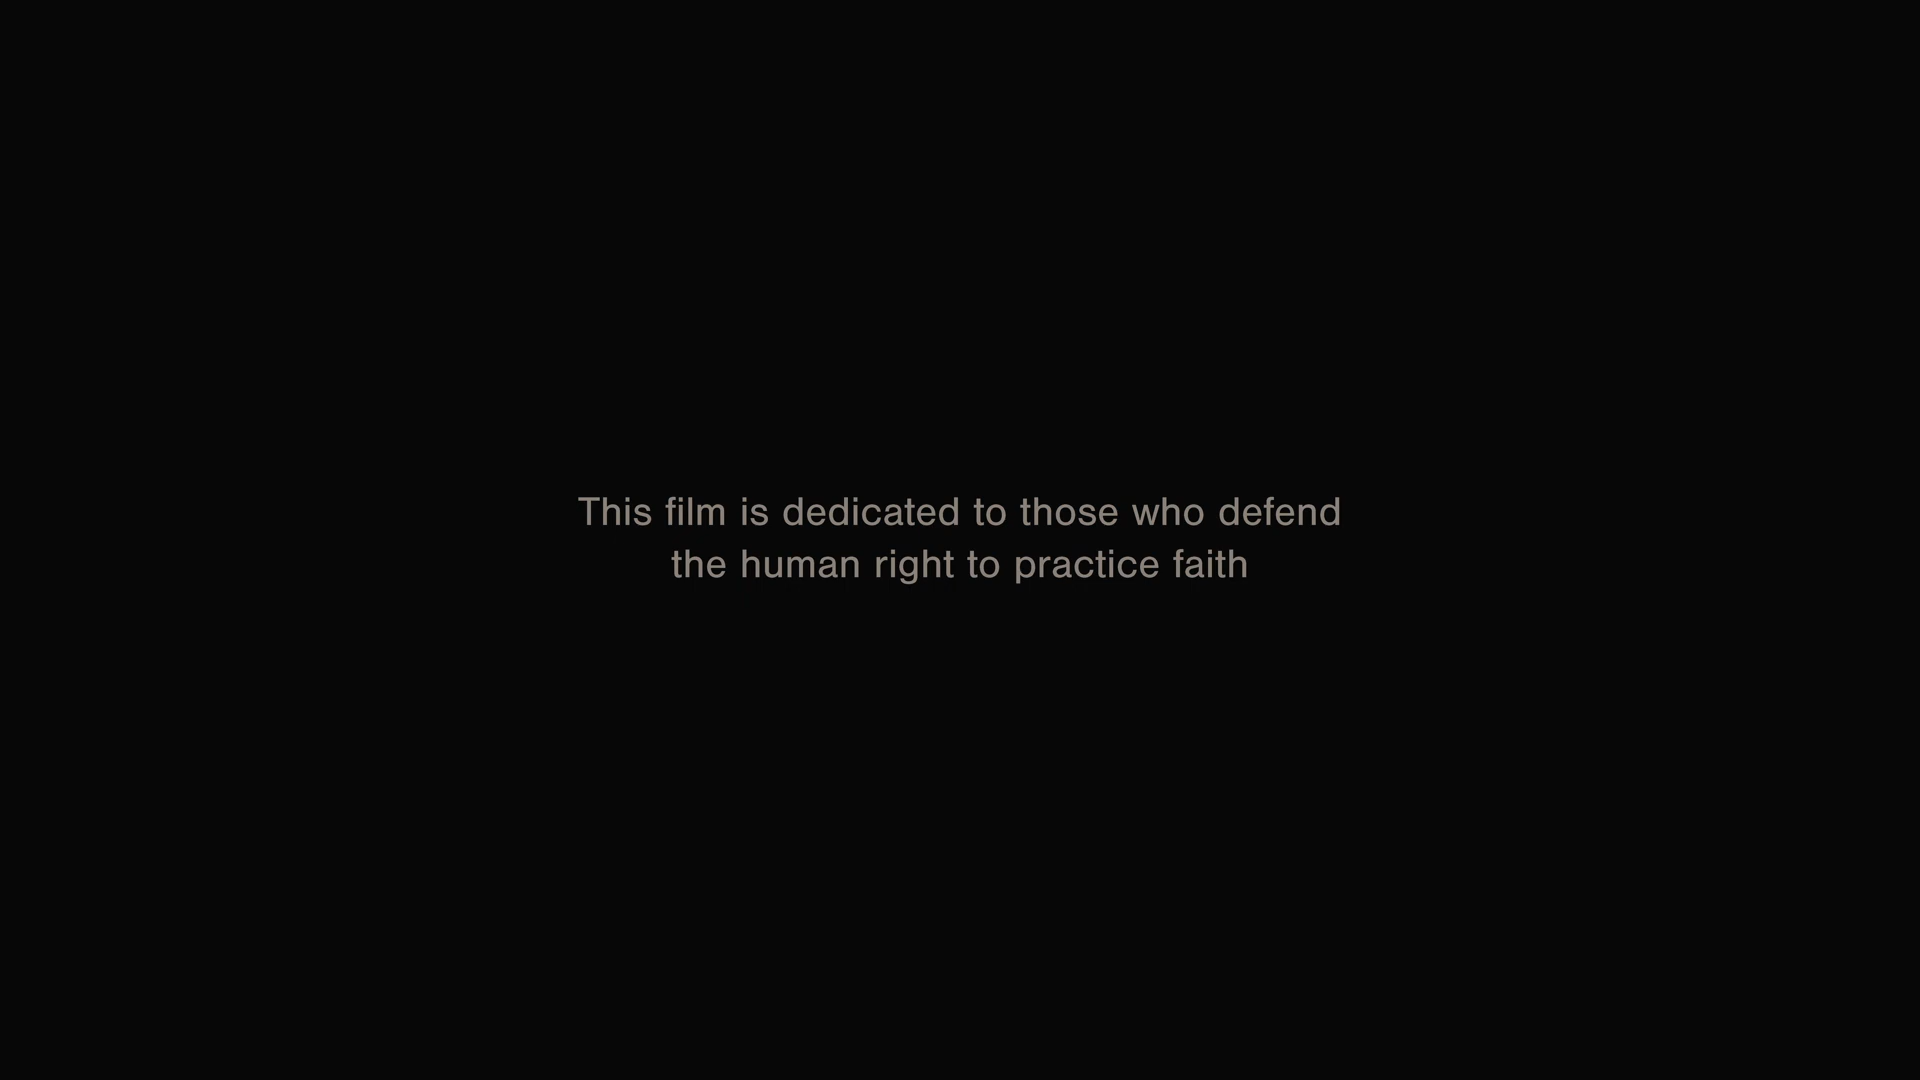 This film is dedicated to those who defend
the human right to practice faith